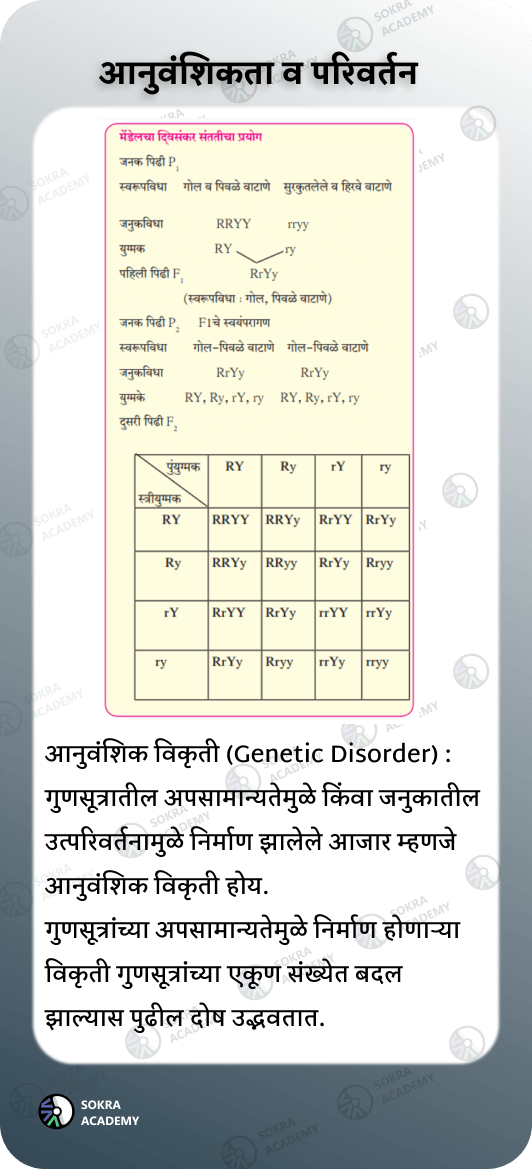 आनुवंशिकता व परिवर्तन
मेंडेलचा द्विसंकर संततीचा प्रयोग
जनक पिढी P1
स्वरूपविधा गोल व पिवळे वाटाणे सुरकुतलेले व हिरवे वाटाणे
जनुकविधा RRYY rryy
युग्मक RY ry
पहिली पिढी F1 RrYy
(स्वरूपविधा : गोल, पिवळे वाटाणे)
जनक पिढी P2 F1चे स्वयंपरागण
स्वरूपविधा गोल-पिवळे वाटाणे गोल-पिवळे वाटाणे
जनुकविधा RrYy RrYy
युग्मके RY, Ry, rY, ry RY, Ry, rY, ry
दुसरी पिढी F2
पुंयुग्मक RY Ry rY ry
स्त्रीयुग्मक
RY RRYY RRYy RrYY RrYy
Ry RRYy RRyy RrYy Rryy
rY RrYY RrYy rrYY rrYy
ry RrYy Rryy rrYy rryy
आनुवंशिक विकृती (Genetic Disorder) :
गुणसूत्रातील अपसामान्यतेमुळे किंवा जनुकातील
उत्परिवर्तनामुळे निर्माण झालेले आजार म्हणजे
आनुवंशिक विकृती होय.
गुणसूत्रांच्या अपसामान्यतेमुळे निर्माण होणाऱ्या
विकृती गुणसूत्रांच्या एकूण संख्येत बदल
झाल्यास पुढील दोष उद्भवतात.
SOKRA
ACADEMY